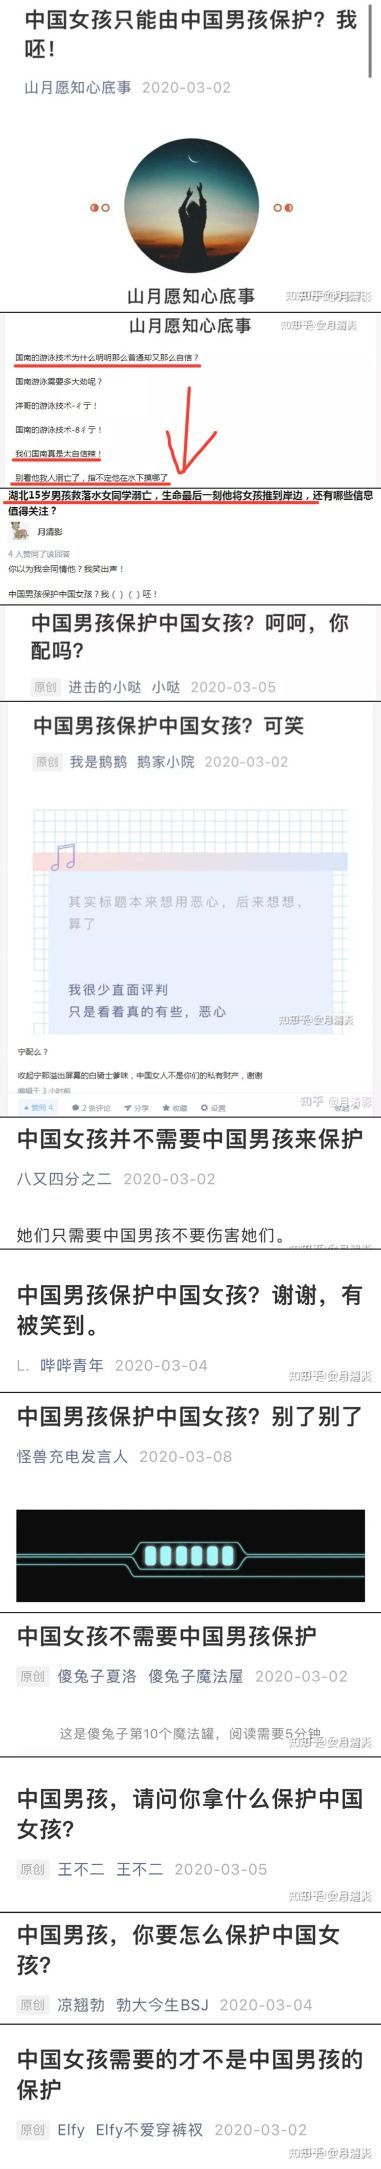 中国女孩只能由中国男孩保护？我
呸！
山月愿知心底事 2020-03-02
山月愿知心底事
知乎 @月清影
山月愿知心底事
知乎 @月清影
国南的游泳技术为什么明明那么普通却又那么自信？
国南游泳需要多大劲呢？
洋哥的游泳技术-彳亍！
国南的游泳技术-8彳亍！
我们国南真是太自信辣！
别看他救人溺亡了，指不定他在水下摸哪了
湖北15岁男孩救落水女同学溺亡，生命最后一刻他将女孩推到岸边，还有哪些信息
值得关注？
月清影
4 人赞同了该回答
你以为我会同情他？我笑出声！
中国男孩保护中国女孩？我（ ）（ ）呸！
中国男孩保护中国女孩？呵呵，你
配吗？
原创 进击的小哒 小哒 2020-03-05
中国男孩保护中国女孩？可笑
原创 我是鹅鹅 鹅家小院 2020-03-02
其实标题本来想用恶心，后来想想，
算了
我很少直面评判
只是看着真的有些，恶心
知乎 @月清影
宁配么？
收起宁那溢出屏幕的白骑士爹味，中国女人不是你们的私有财产，谢谢
编辑于 3 小时前
赞同 4 2 条评论 分享 收藏 设置 收起
知乎 @月清影
中国女孩并不需要中国男孩来保护
八又四分之二 2020-03-02
她们只需要中国男孩不要伤害她们。
中国男孩保护中国女孩？谢谢，有
被笑到。
L. 哔哔青年 2020-03-04
知乎 @月清影
中国男孩保护中国女孩？别了别了
怪兽充电发言人 2020-03-08
中国女孩不需要中国男孩保护
原创 傻兔子夏洛 傻兔子魔法屋 2020-03-02
这是傻兔子第10个魔法罐，阅读需要5分钟
知乎 @月清影
中国男孩，请问你拿什么保护中国
女孩？
原创 王不二 王不二 2020-03-05
知乎 @月清影
中国男孩，你要怎么保护中国女
孩？
原创 凉翘勃 勃大今生BSJ 2020-03-04
中国女孩需要的才不是中国男孩的
保护
原创 Elfy Elfy不爱穿裤衩 2020-03-02
知乎 @月清影